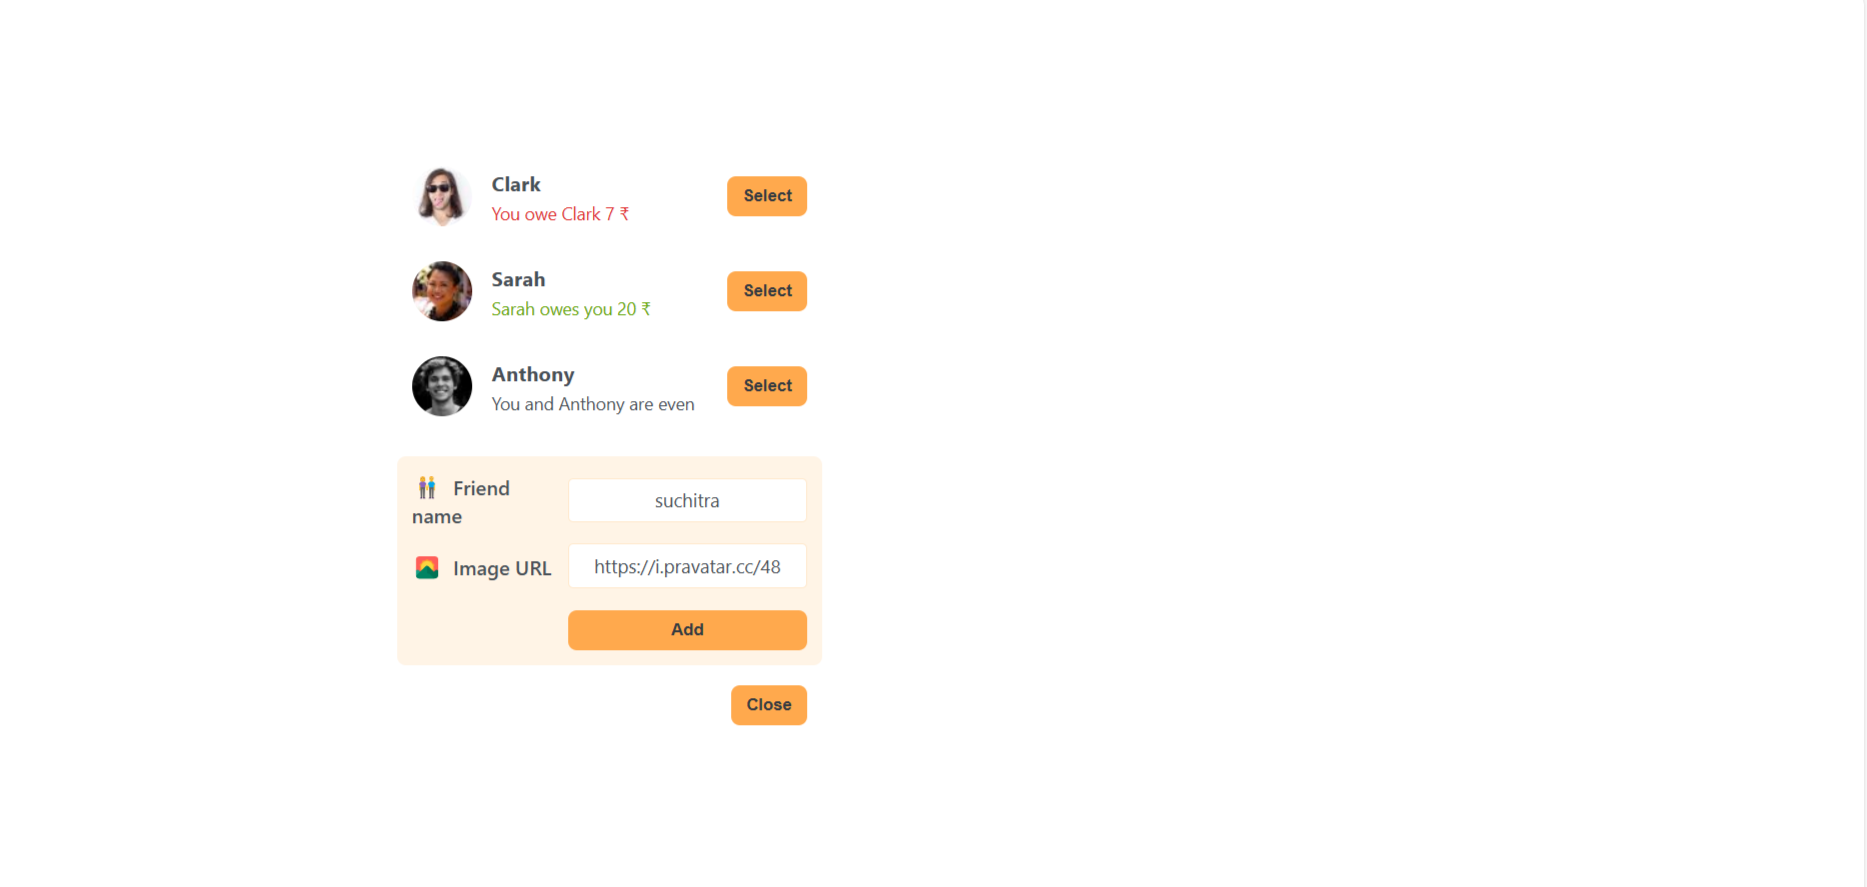 Clark
You owe Clark 7 ₹
Select
Sarah
Sarah owes you 20 ₹
Select
Anthony
You and Anthony are even
Select
Friend
name
suchitra
Image URL
https://i.pravatar.cc/48
Add
Close